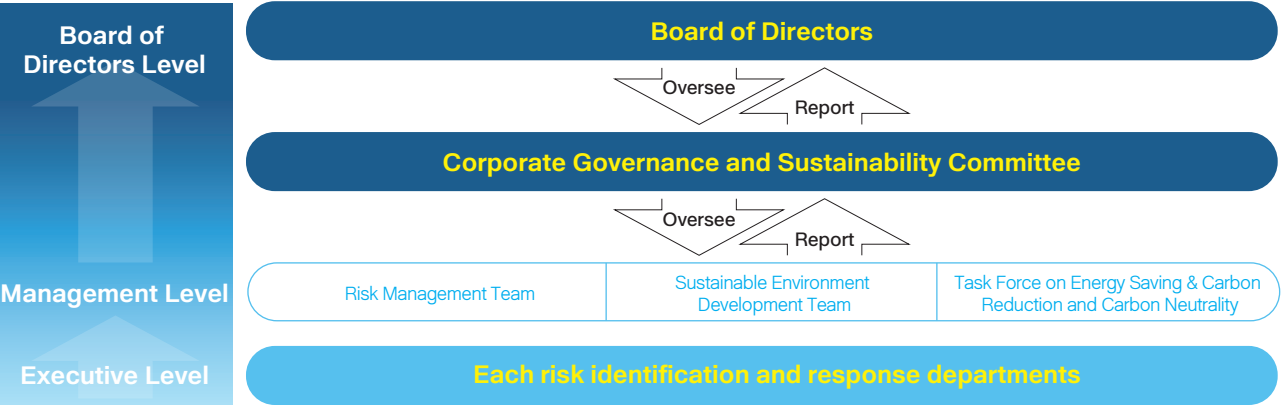 Board of
Directors Level
Board of Directors
Oversee
Report
Corporate Governance and Sustainability Committee
Oversee
Report
Management Level
Risk Management Team
Sustainable Environment
Development Team
Task Force on Energy Saving & Carbon
Reduction and Carbon Neutrality
Executive Level
Each risk identification and response departments